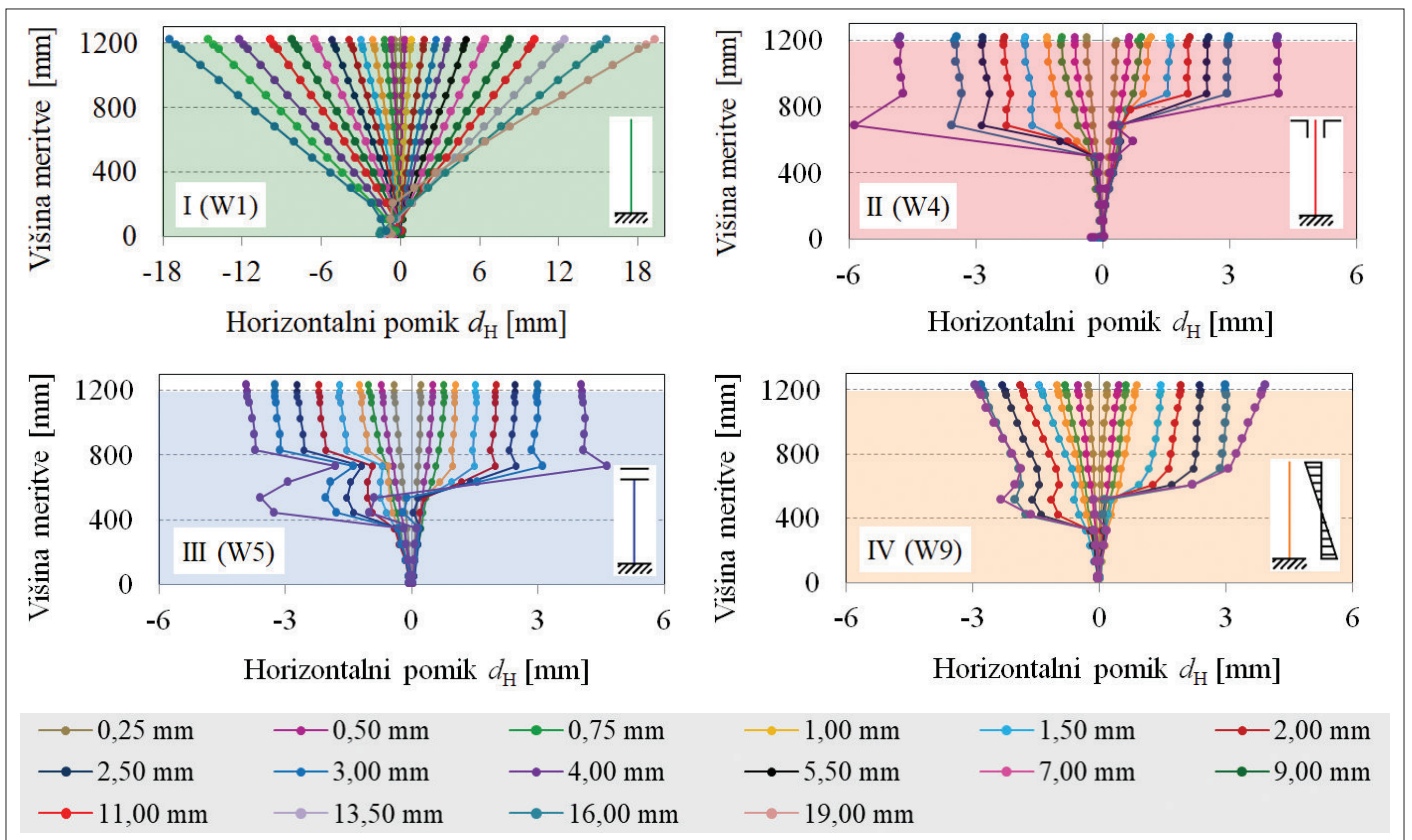 Višina meritve [mm]
1200
800
400
0
I (W1)
-18 -12 -6 0 6 12 18
Horizontalni pomik dH [mm]
Višina meritve [mm]
1200
800
400
0
II (W4)
-6 -3 0 3 6
Horizontalni pomik dH [mm]
Višina meritve [mm]
1200
800
400
0
III (W5)
-6 -3 0 3 6
Horizontalni pomik dH [mm]
Višina meritve [mm]
1200
800
400
0
IV (W9)
-6 -3 0 3 6
Horizontalni pomik dH [mm]
0,25 mm 0,50 mm 0,75 mm 1,00 mm 1,50 mm 2,00 mm
2,50 mm 3,00 mm 4,00 mm 5,50 mm 7,00 mm 9,00 mm
11,00 mm 13,50 mm 16,00 mm 19,00 mm